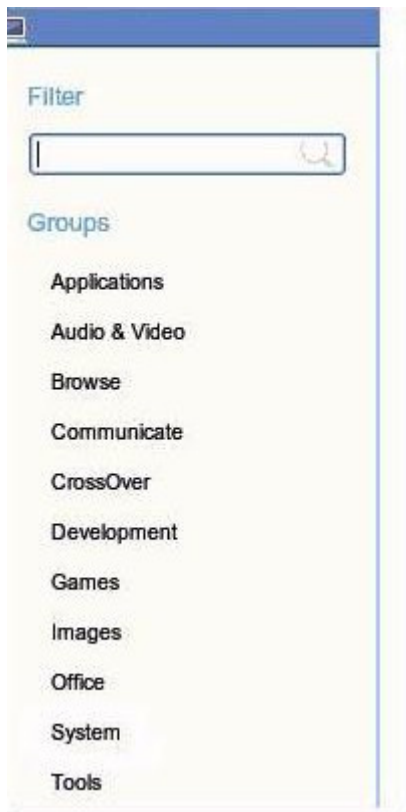 Filter
Groups
Applications
Audio & Video
Browse
Communicate
CrossOver
Development
Games
Images
Office
System
Tools